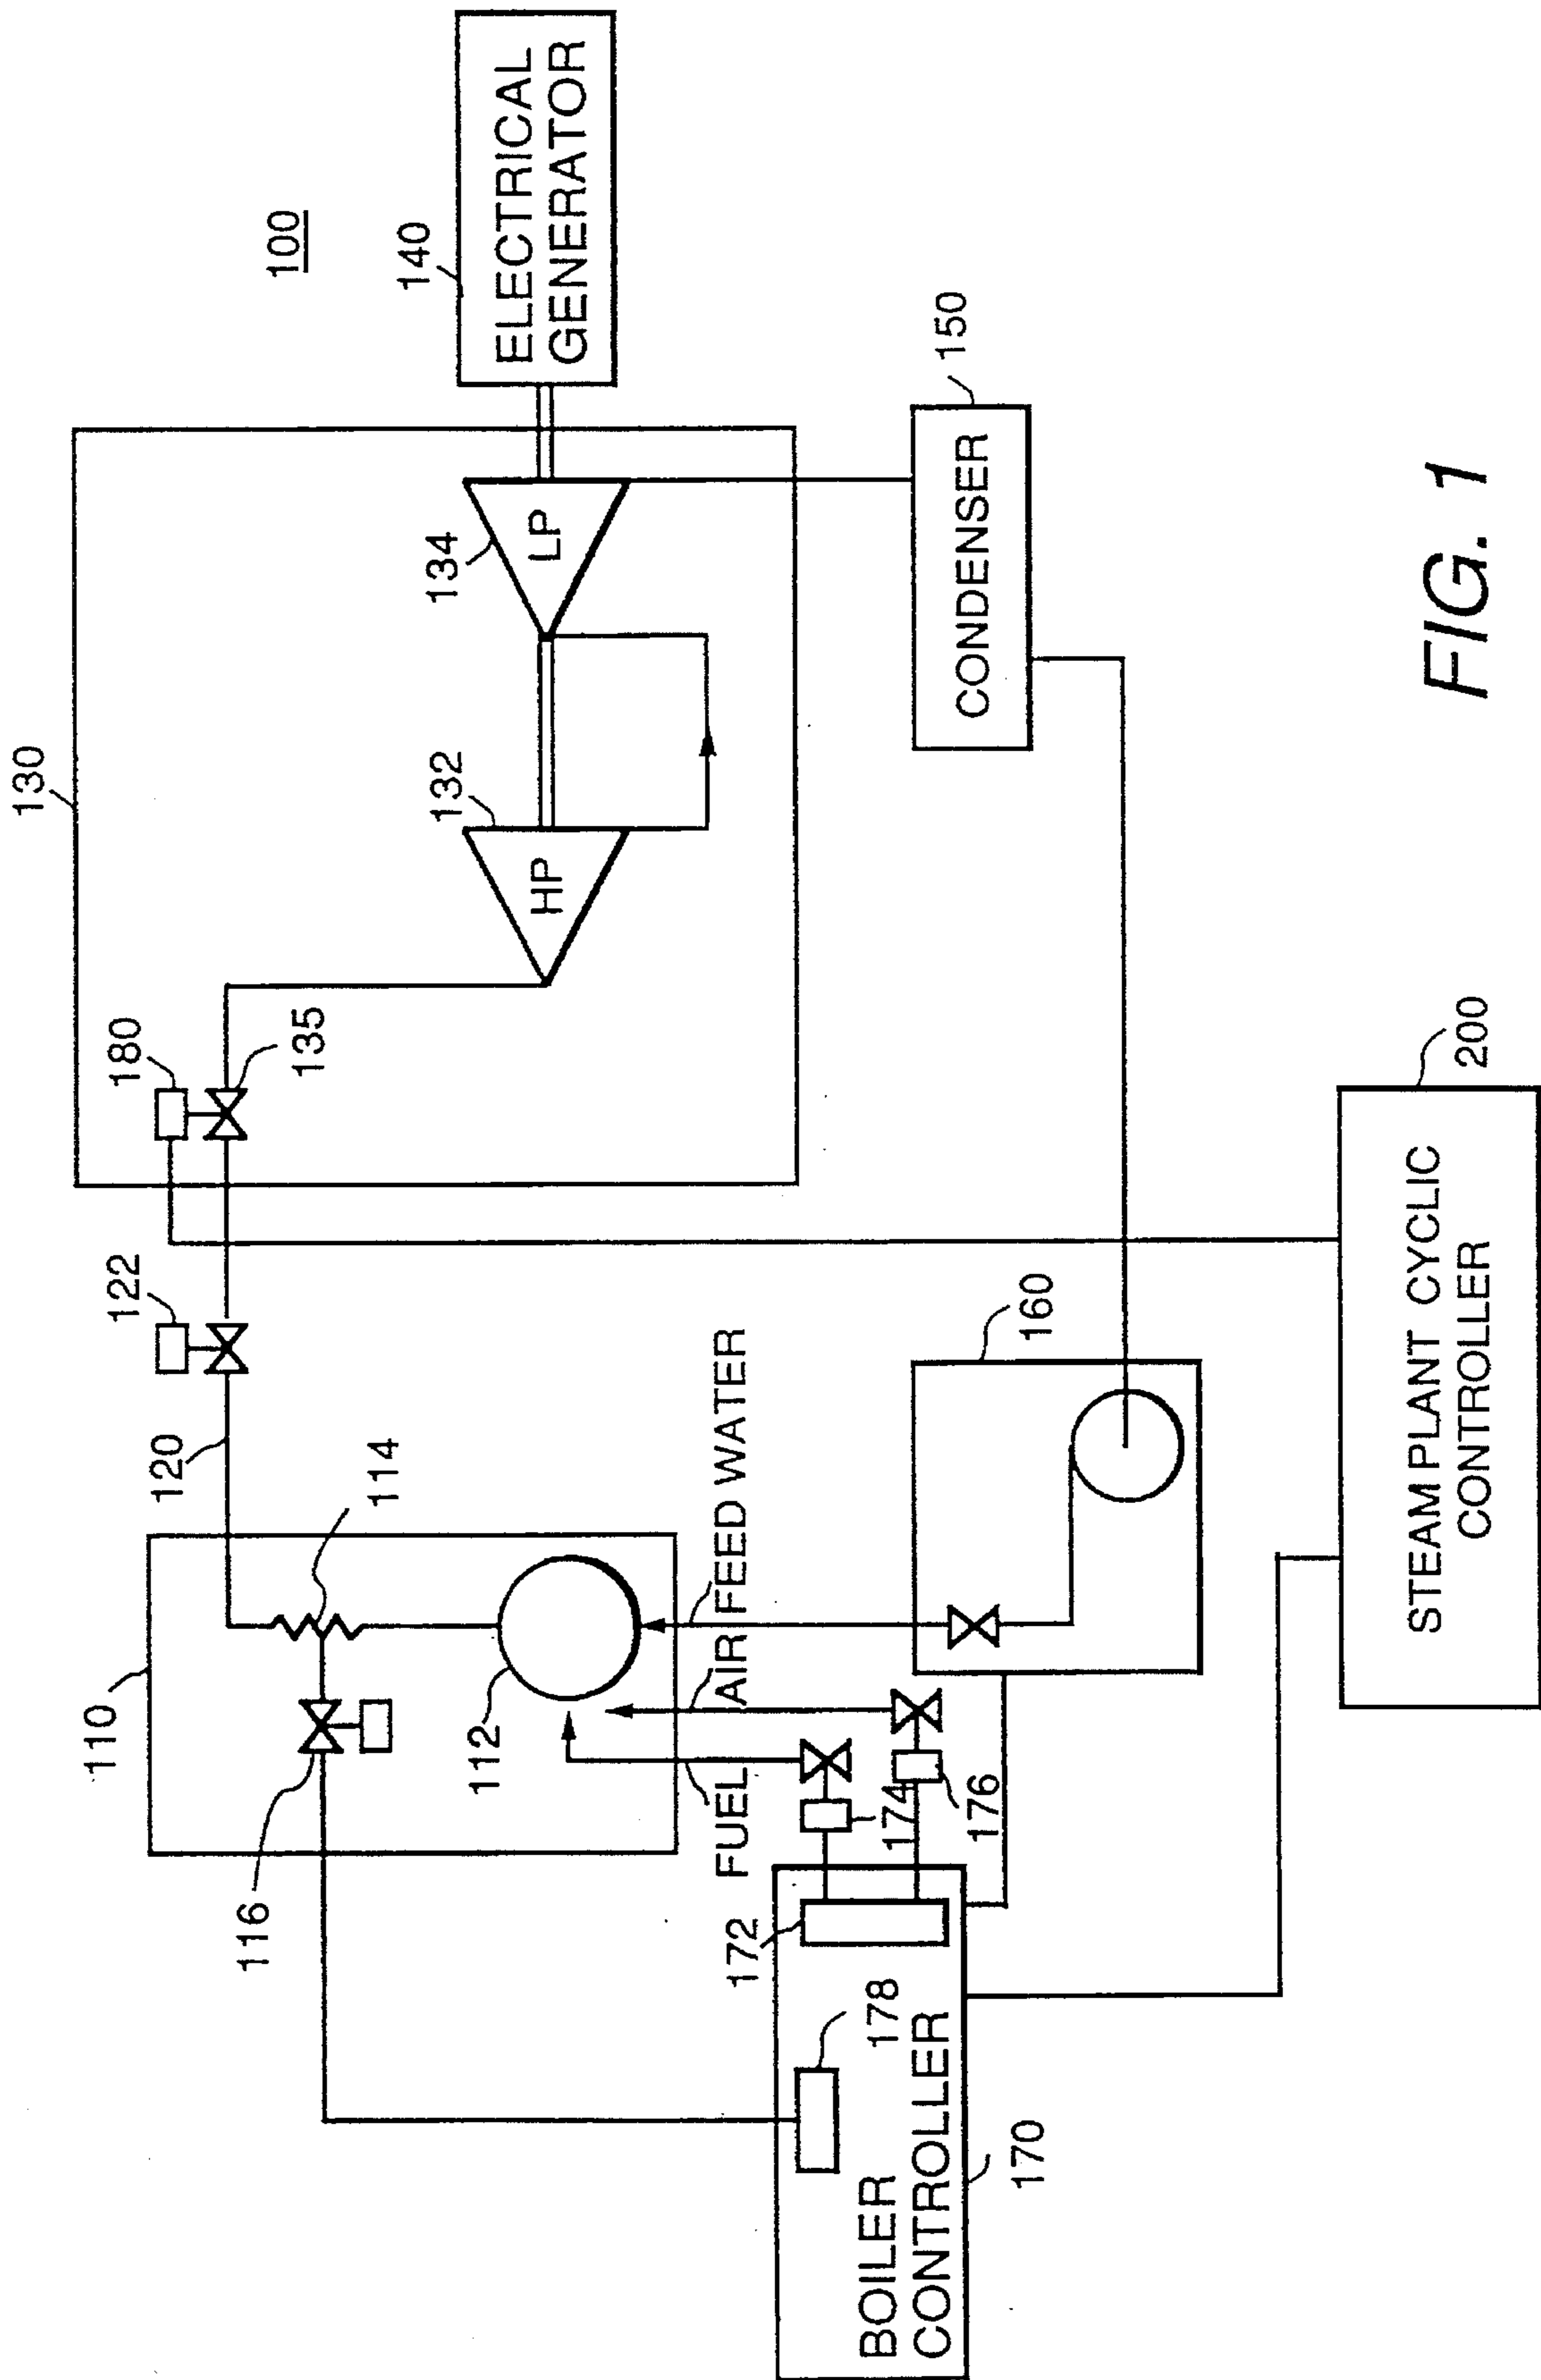 100
130
140
ELECTRICAL
GENERATOR
180
135
122
120
132
HP
134
LP
110
114
116
112
FUEL
AIR
FEED WATER
150
CONDENSER
160
172
174
176
178
BOILER
CONTROLLER
170
200
STEAM PLANT CYCLIC
CONTROLLER
FIG. 1